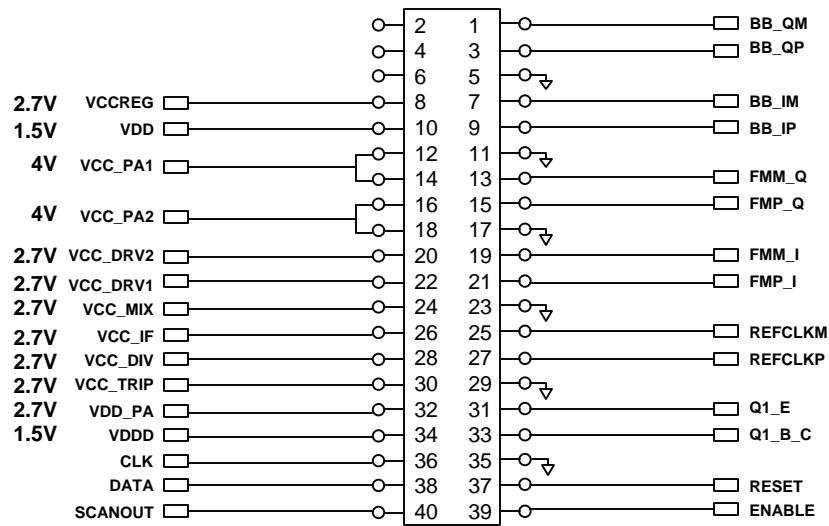 2 1 BB_QM
4 3 BB_QP
6 5
2.7V VCCREG 8 7 BB_IM
1.5V VDD 10 9 BB_IP
12 11
4V VCC_PA1
14 13 FMM_Q
16 15 FMP_Q
4V VCC_PA2
18 17
2.7V VCC_DRV2 20 19 FMM_I
2.7V VCC_DRV1 22 21 FMP_I
2.7V VCC_MIX 24 23
2.7V VCC_IF 26 25 REFCLKM
2.7V VCC_DIV 28 27 REFCLKP
2.7V VCC_TRIP 30 29
2.7V VDD_PA 32 31 Q1_E
1.5V VDDD 34 33 Q1_B_C
CLK 36 35
DATA 38 37 RESET
SCANOUT 40 39 ENABLE